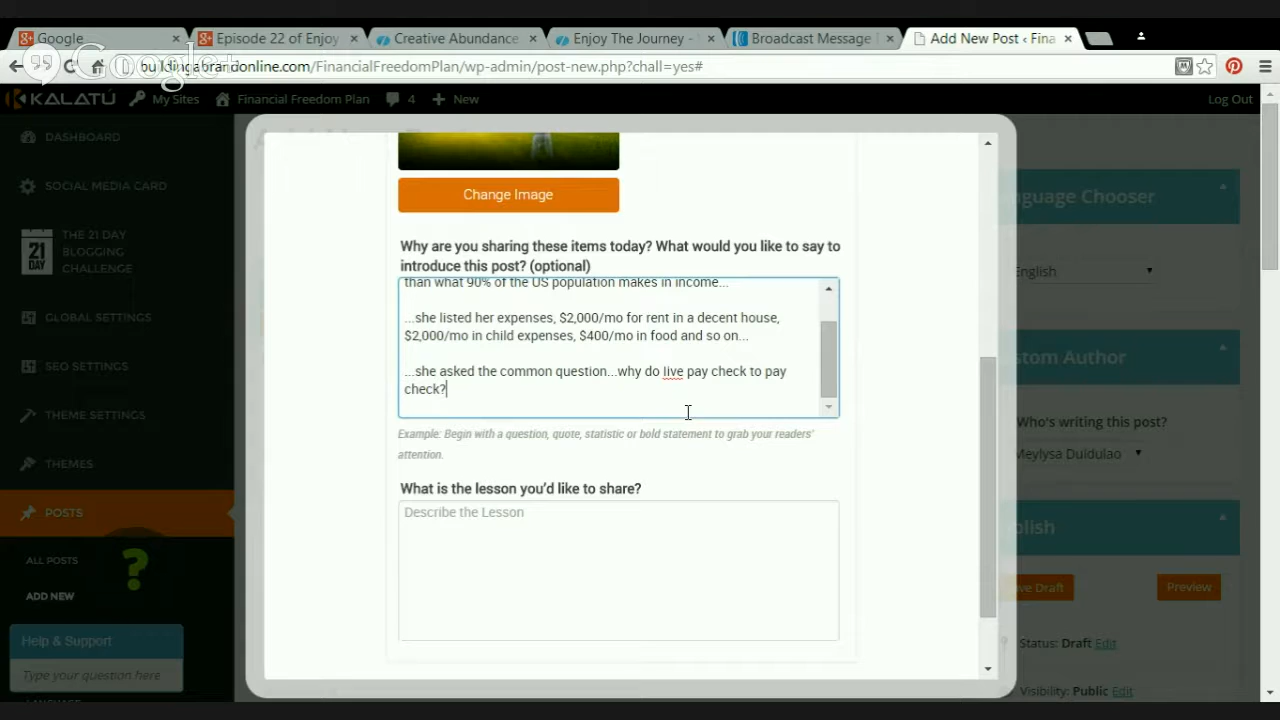 Google
Episode 22 of Enjoy
Creative Abundance
Enjoy The Journey -
Broadcast Message
Add New Post ‹ Fina
Google+
buildingabrandonline.com/FinancialFreedomPlan/wp-admin/post-new.php?chall=yes#
KALATÚ
My Sites
Financial Freedom Plan
4
New
Log Out
DASHBOARD
SOCIAL MEDIA CARD
21
DAY
THE 21 DAY
BLOGGING
CHALLENGE
GLOBAL SETTINGS
SEO SETTINGS
THEME SETTINGS
THEMES
POSTS
ALL POSTS
ADD NEW
Help & Support
Type your question here
Change Image
Why are you sharing these items today? What would you like to say to
introduce this post? (optional)
than what 90% of the US population makes in income...
...she listed her expenses, $2,000/mo for rent in a decent house,
$2,000/mo in child expenses, $400/mo in food and so on...
...she asked the common question...why do live pay check to pay
check?
Example: Begin with a question, quote, statistic or bold statement to grab your readers'
attention.
What is the lesson you'd like to share?
Describe the Lesson
nguage Chooser
English
stom Author
Who's writing this post?
Meylysa Duldulao
blish
ve Draft
Preview
Status: Draft Edit
Visibility: Public Edit